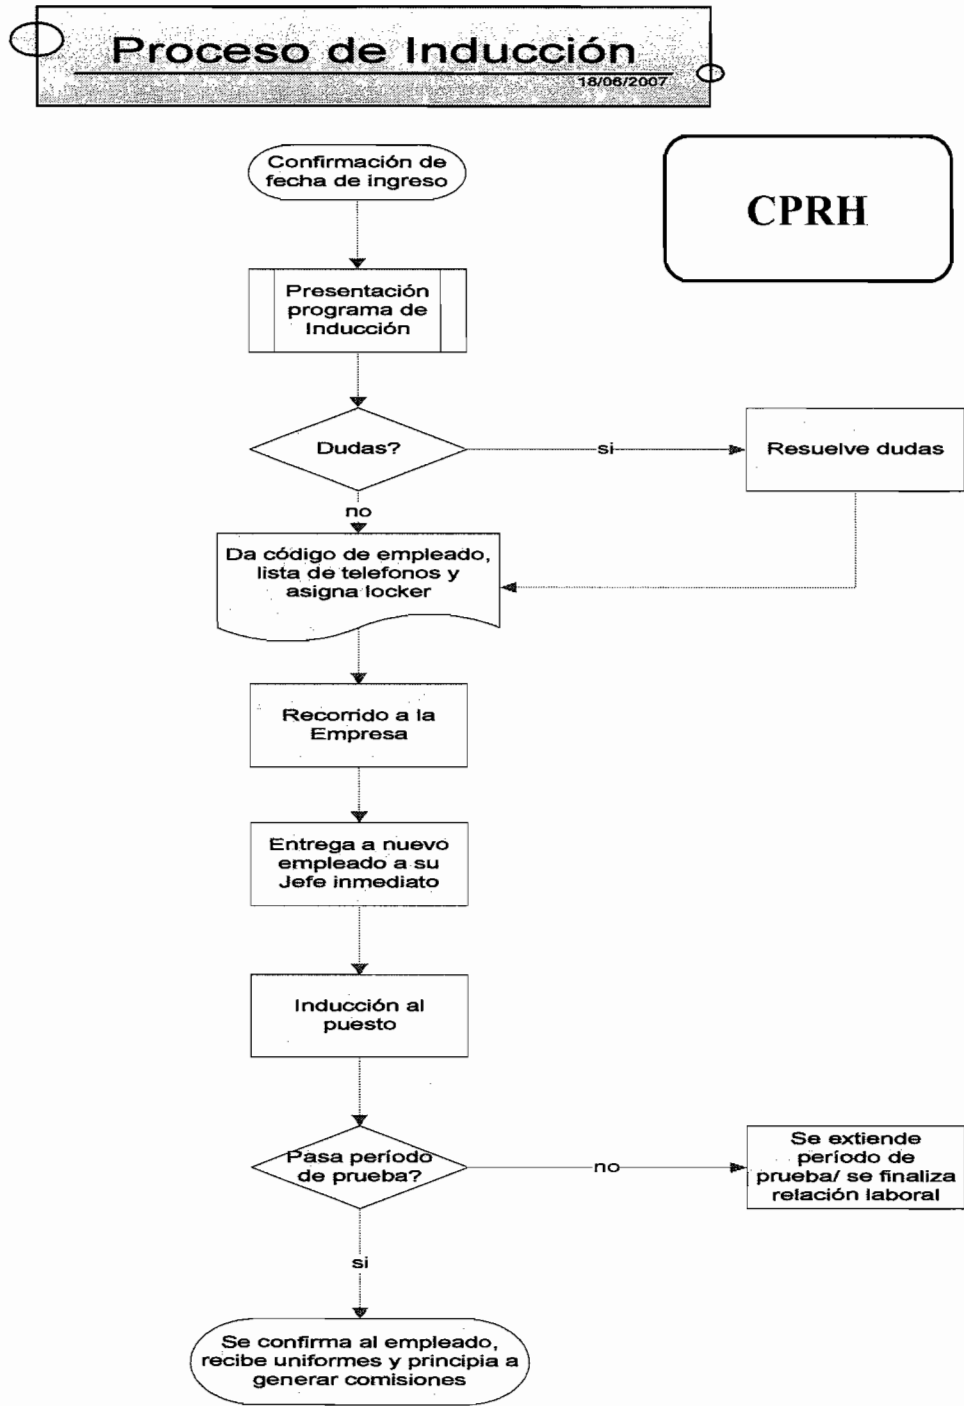 Proceso de Inducción
18/06/2007
Confirmación de
fecha de ingreso
CPRH
Presentación
programa de
Inducción
Dudas?
si
Resuelve dudas
no
Da código de empleado,
lista de telefonos y
asigna locker
Recorrido a la
Empresa
Entrega a nuevo
empleado a su
Jefe inmediato
Inducción al
puesto
Pasa período
de prueba?
no
Se extiende
período de
prueba/ se finaliza
relación laboral
si
Se confirma al empleado,
recibe uniformes y principia a
generar comisiones